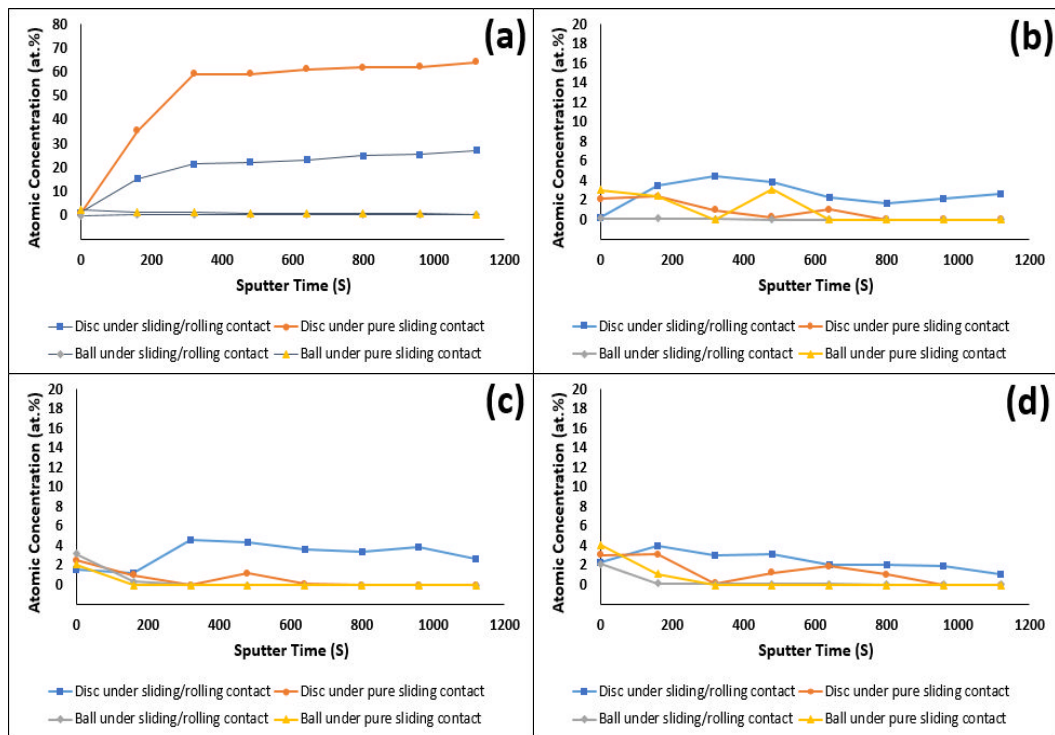 (a)
Atomic Concentration (at.%)
80
70
60
50
40
30
20
10
0
0 200 400 600 800 1000 1200
Sputter Time (S)
Disc under sliding/rolling contact Disc under pure sliding contact
Ball under sliding/rolling contact Ball under pure sliding contact
(b)
Atomic Concentration (at.%)
20
18
16
14
12
10
8
6
4
2
0
0 200 400 600 800 1000 1200
Sputter Time (S)
Disc under sliding/rolling contact Disc under pure sliding contact
Ball under sliding/rolling contact Ball under pure sliding contact
(c)
Atomic Concentration (at.%)
20
18
16
14
12
10
8
6
4
2
0
0 200 400 600 800 1000 1200
Sputter Time (S)
Disc under sliding/rolling contact Disc under pure sliding contact
Ball under sliding/rolling contact Ball under pure sliding contact
(d)
Atomic Concentration (at.%)
20
18
16
14
12
10
8
6
4
2
0
0 200 400 600 800 1000 1200
Sputter Time (S)
Disc under sliding/rolling contact Disc under pure sliding contact
Ball under sliding/rolling contact Ball under pure sliding contact